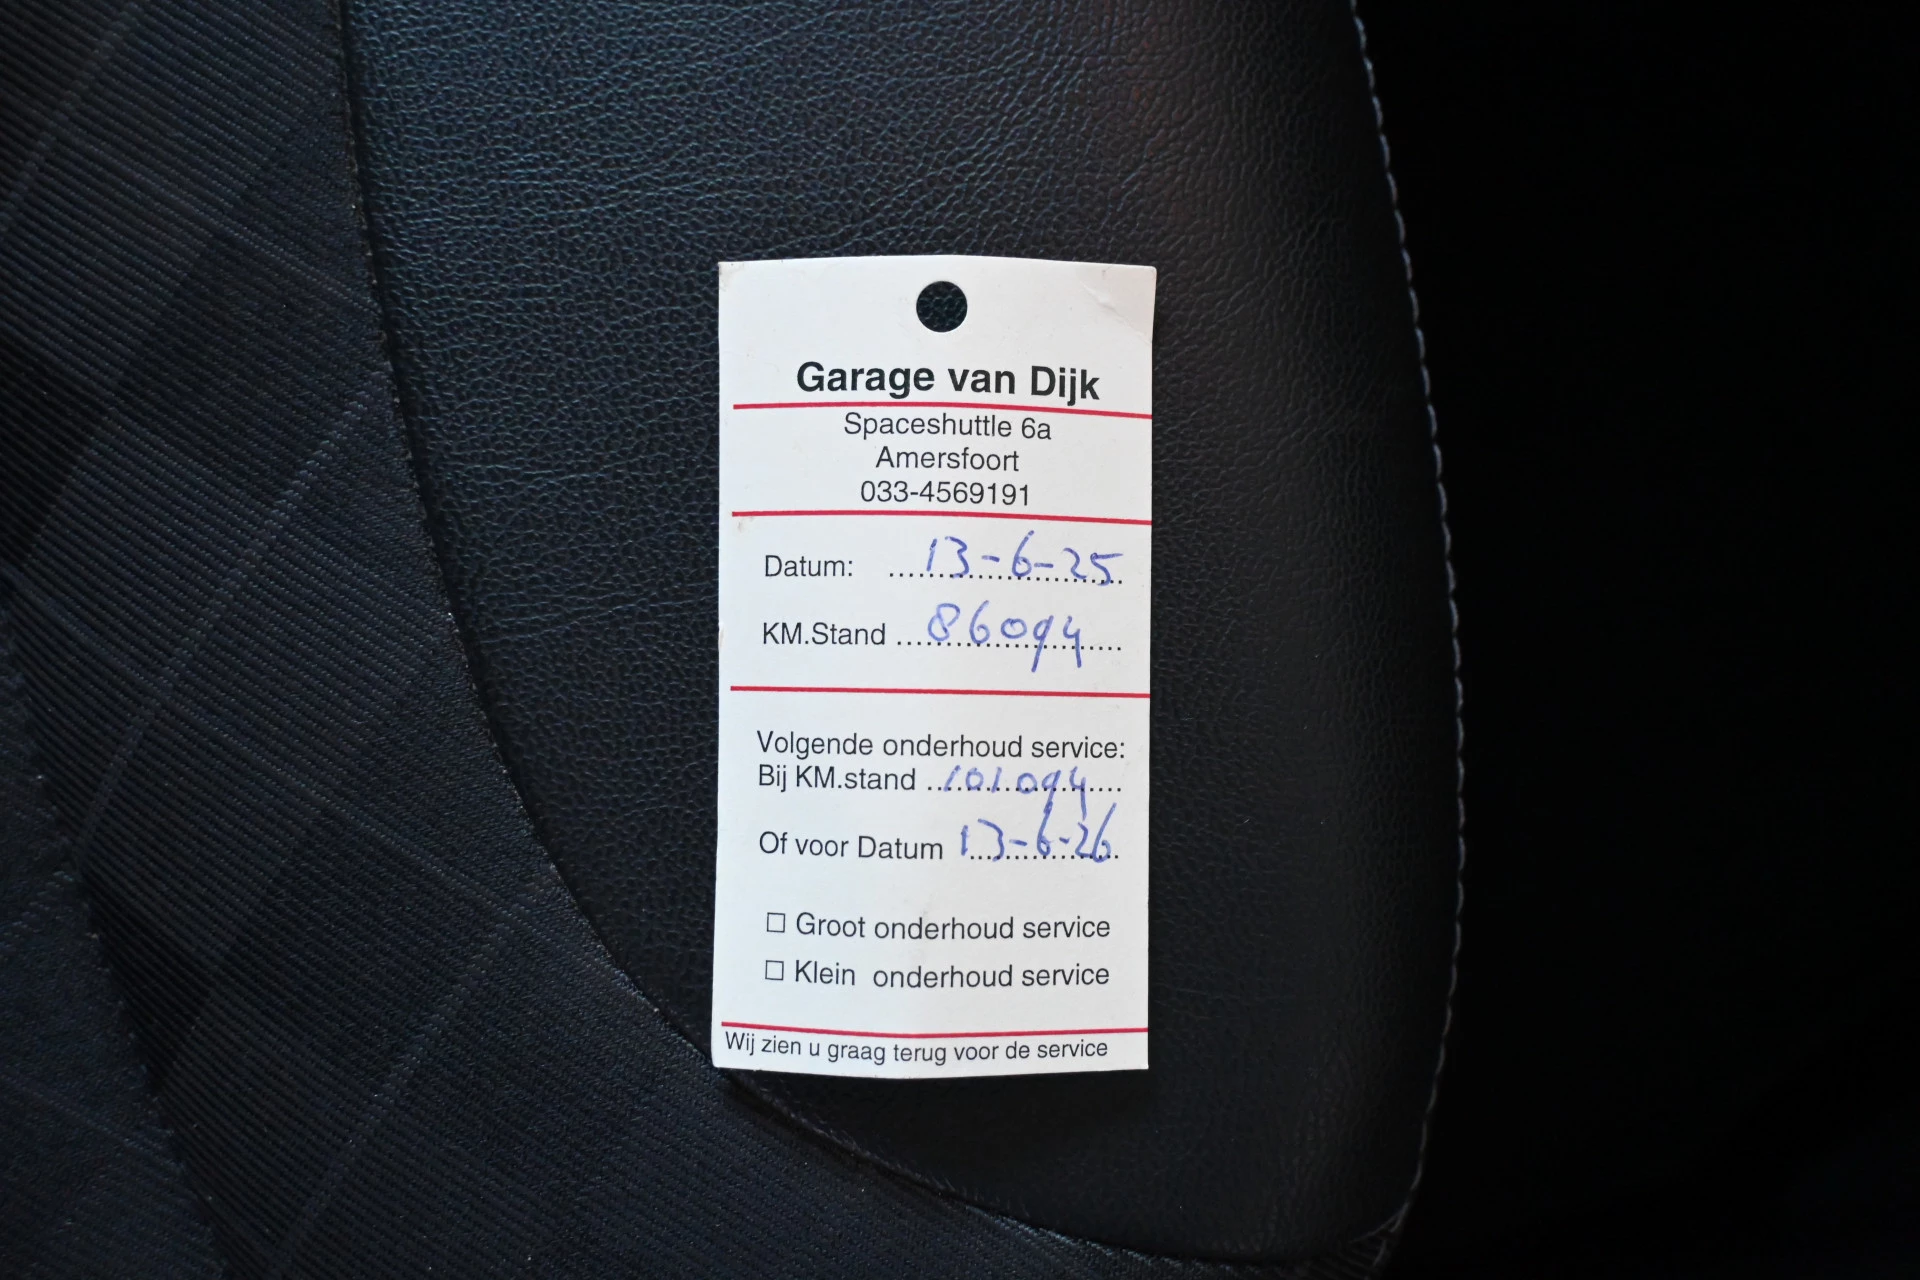 Garage van Dijk
Spaceshuttle 6a
Amersfoort
033-4569191
Datum: 13-6-25
KM.Stand 86094
Volgende onderhoud service:
Bij KM.stand 101.094
Of voor Datum 13-6-26
☐ Groot onderhoud service
☐ Klein onderhoud service
Wij zien u graag terug voor de service